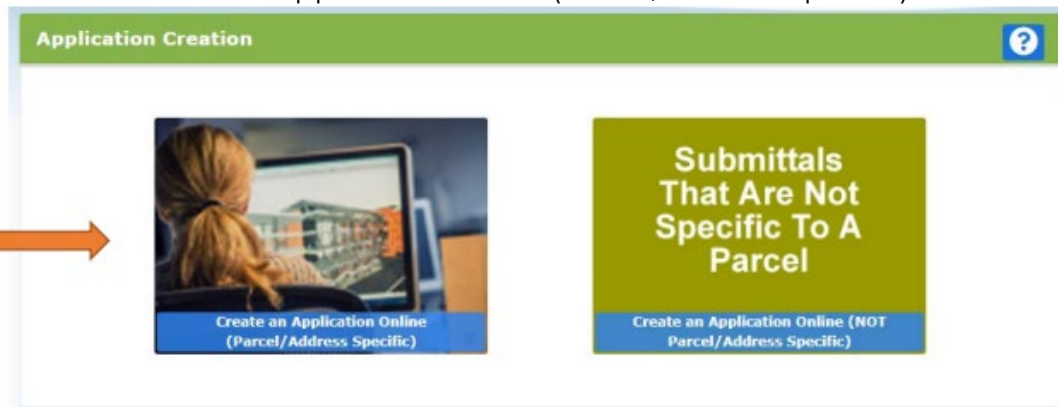 Application Creation
?
Submittals
That Are Not
Specific To A
Parcel
Create an Application Online
(Parcel/Address Specific)
Create an Application Online (NOT
Parcel/Address Specific)